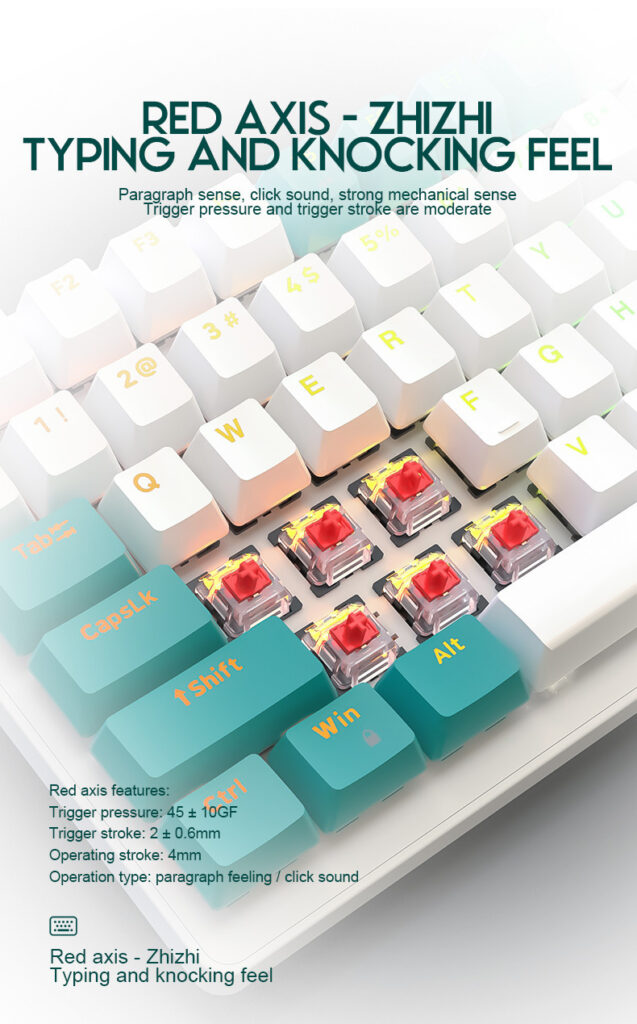 RED AXIS - ZHIZHI
TYPING AND KNOCKING FEEL
Paragraph sense, click sound, strong mechanical sense
Trigger pressure and trigger stroke are moderate
F2
F3
1 !
2 @
3 #
4 $
5 %
Tab
Q
W
E
R
T
Y
U
CapsLk
F
G
H
Shift
V
Ctrl
Win
Alt
Red axis features:
Trigger pressure: 45 ± 10GF
Trigger stroke: 2 ± 0.6mm
Operating stroke: 4mm
Operation type: paragraph feeling / click sound
Red axis - Zhizhi
Typing and knocking feel